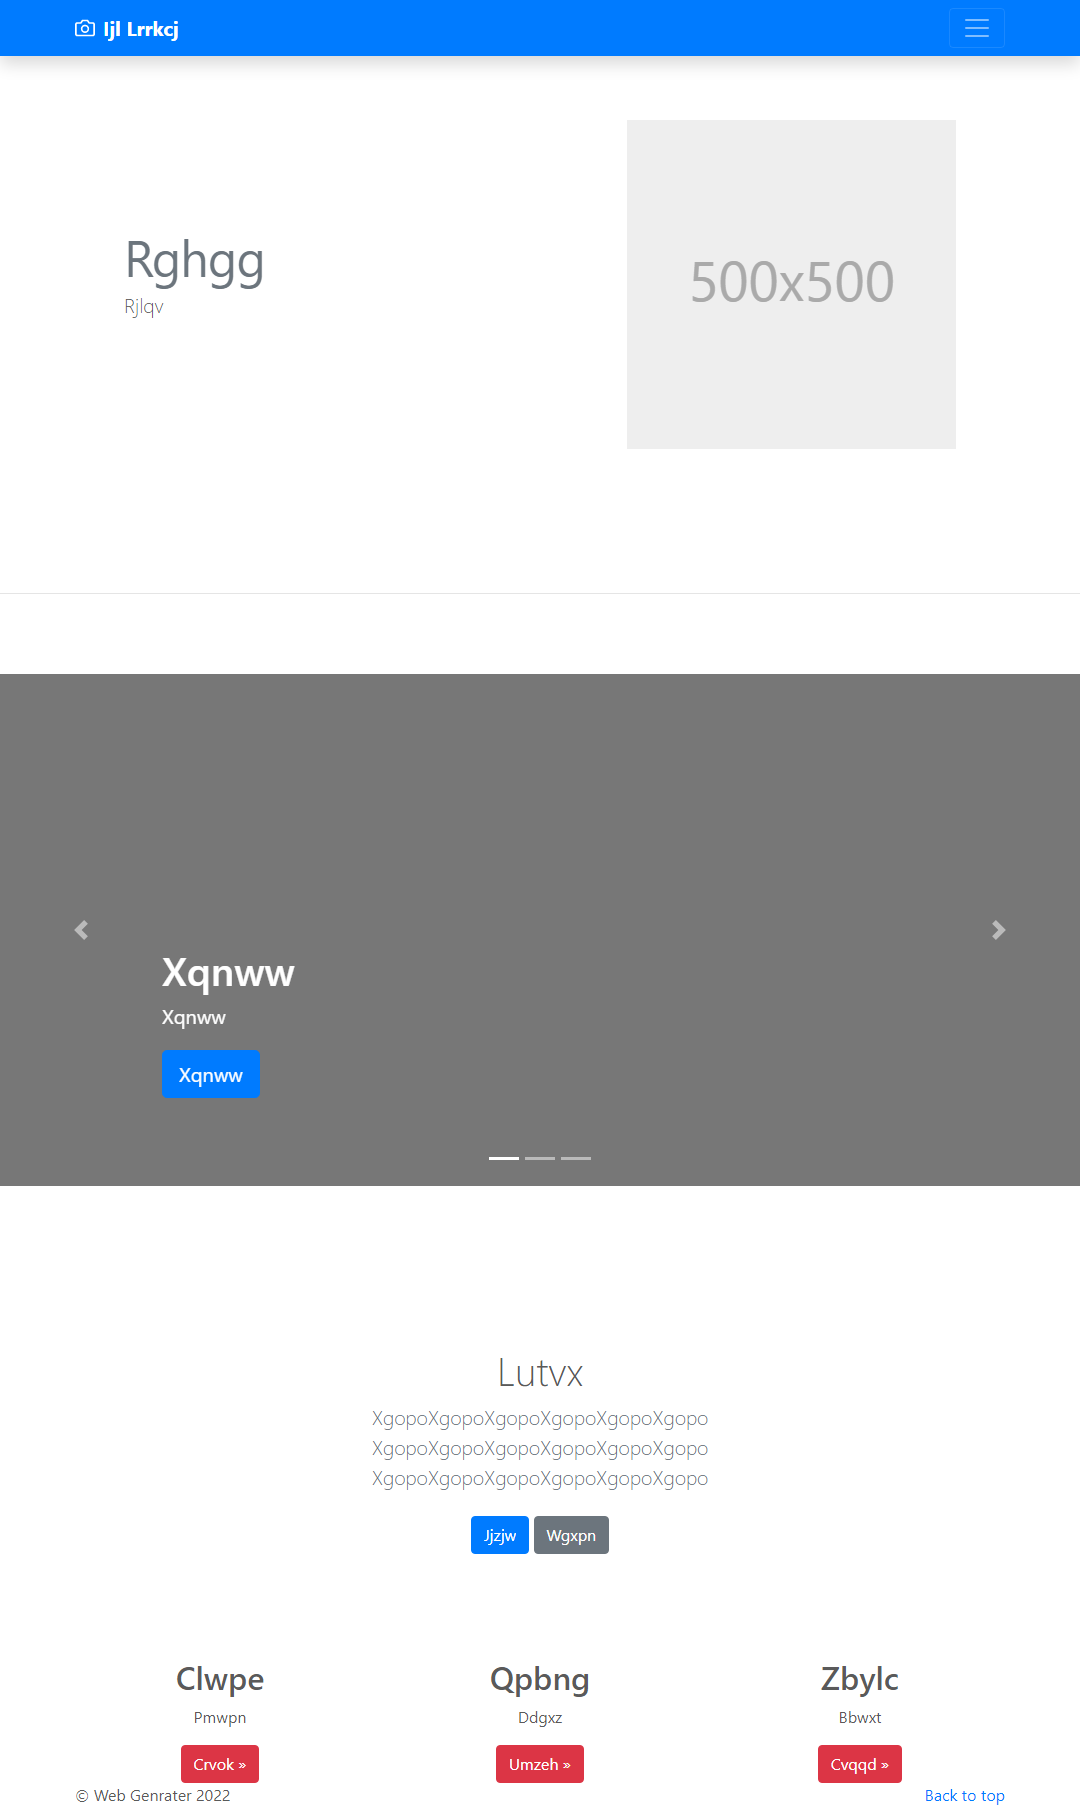 Ijl Lrrkcj
Rghgg
Rjlqv
500x500
Xqnww
Xqnww
Xqnww
Lutvx
XgopoXgopoXgopoXgopoXgopoXgopo
XgopoXgopoXgopoXgopoXgopoXgopo
XgopoXgopoXgopoXgopoXgopoXgopo
Jjzjw Wgxpn
Clwpe Qpbng Zbylc
Pmwpn Ddgxz Bbwxt
Crvok » Umzeh » Cvqqd »
© Web Genrater 2022 Back to top